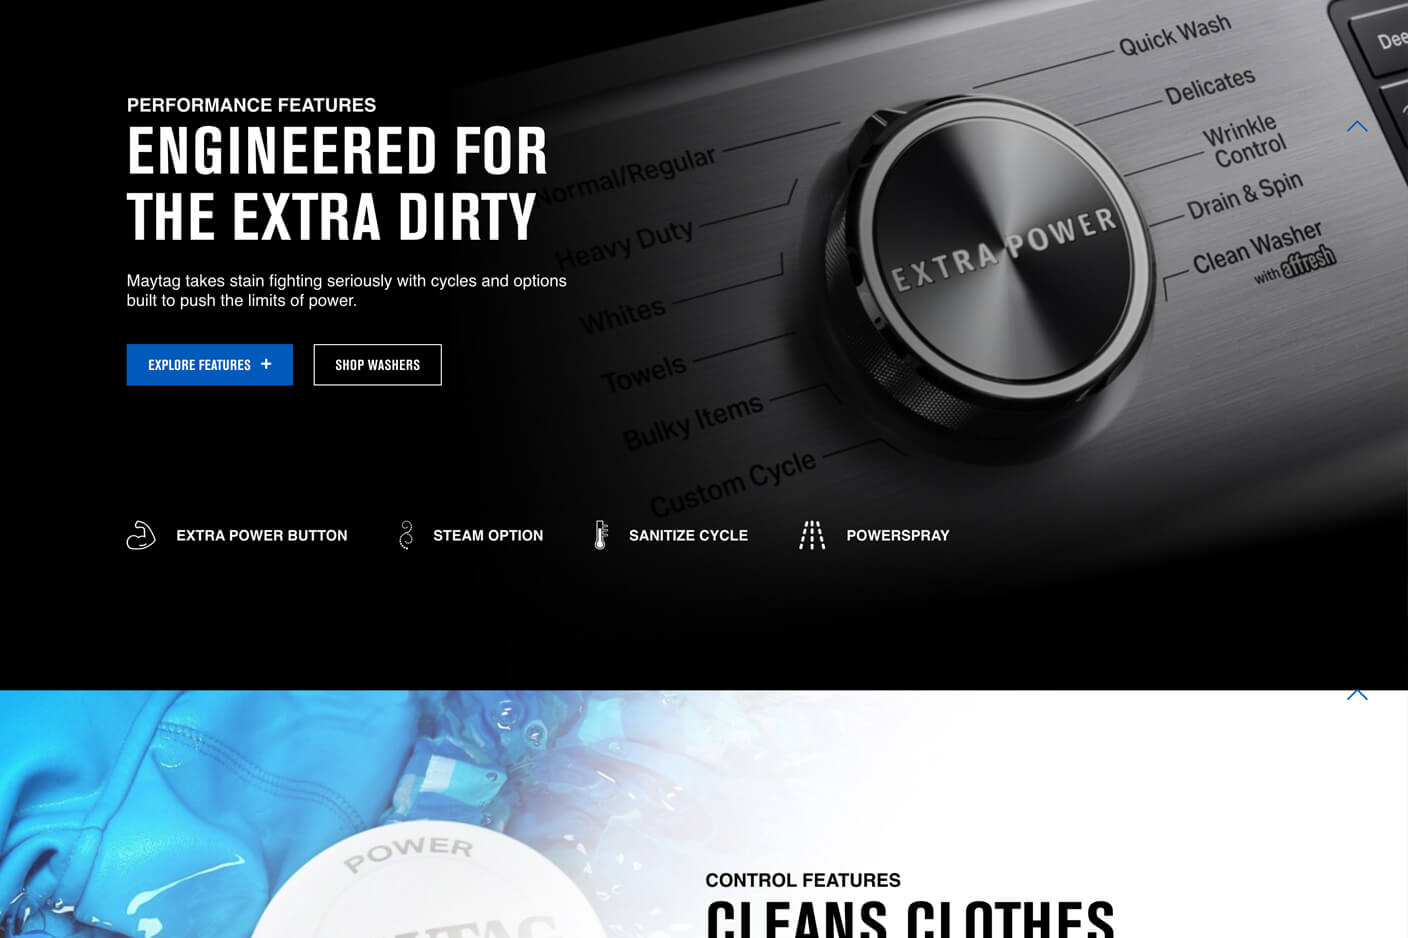 PERFORMANCE FEATURES
ENGINEERED FOR
THE EXTRA DIRTY
Maytag takes stain fighting seriously with cycles and options
built to push the limits of power.
EXPLORE FEATURES +
SHOP WASHERS
Normal/Regular
Heavy Duty
Whites
Towels
Bulky Items
Custom Cycle
EXTRA POWER
Quick Wash
Delicates
Wrinkle
Control
Drain & Spin
Clean Washer
with affresh
EXTRA POWER BUTTON
STEAM OPTION
SANITIZE CYCLE
POWERSPRAY
POWER
CONTROL FEATURES
CLEANS CLOTHES